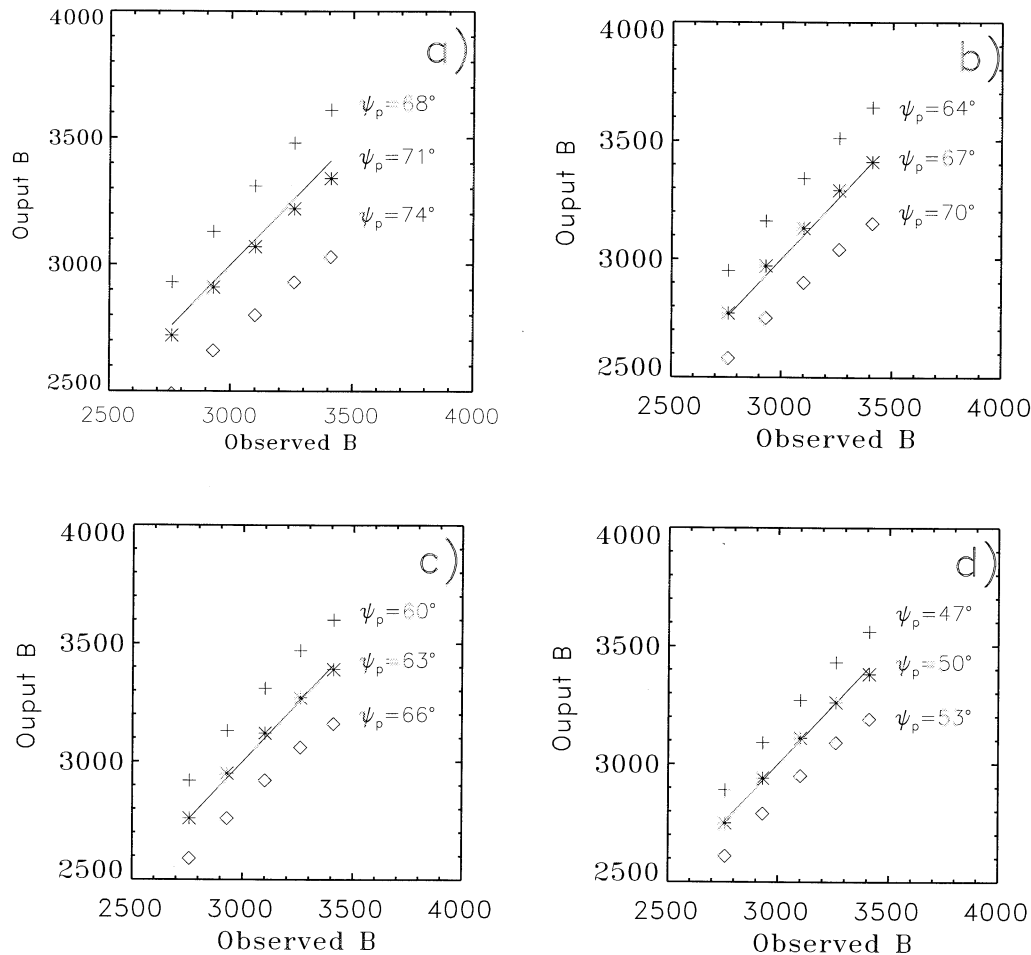 4000
3500
3000
2500
Ouput B
a)
ψp=68°
ψp=71°
ψp=74°
2500 3000 3500 4000
Observed B
4000
3500
3000
2500
Ouput B
b)
ψp=64°
ψp=67°
ψp=70°
2500 3000 3500 4000
Observed B
4000
3500
3000
2500
Ouput B
c)
ψp=60°
ψp=63°
ψp=66°
2500 3000 3500 4000
Observed B
4000
3500
3000
2500
Ouput B
d)
ψp=47°
ψp=50°
ψp=53°
2500 3000 3500 4000
Observed B